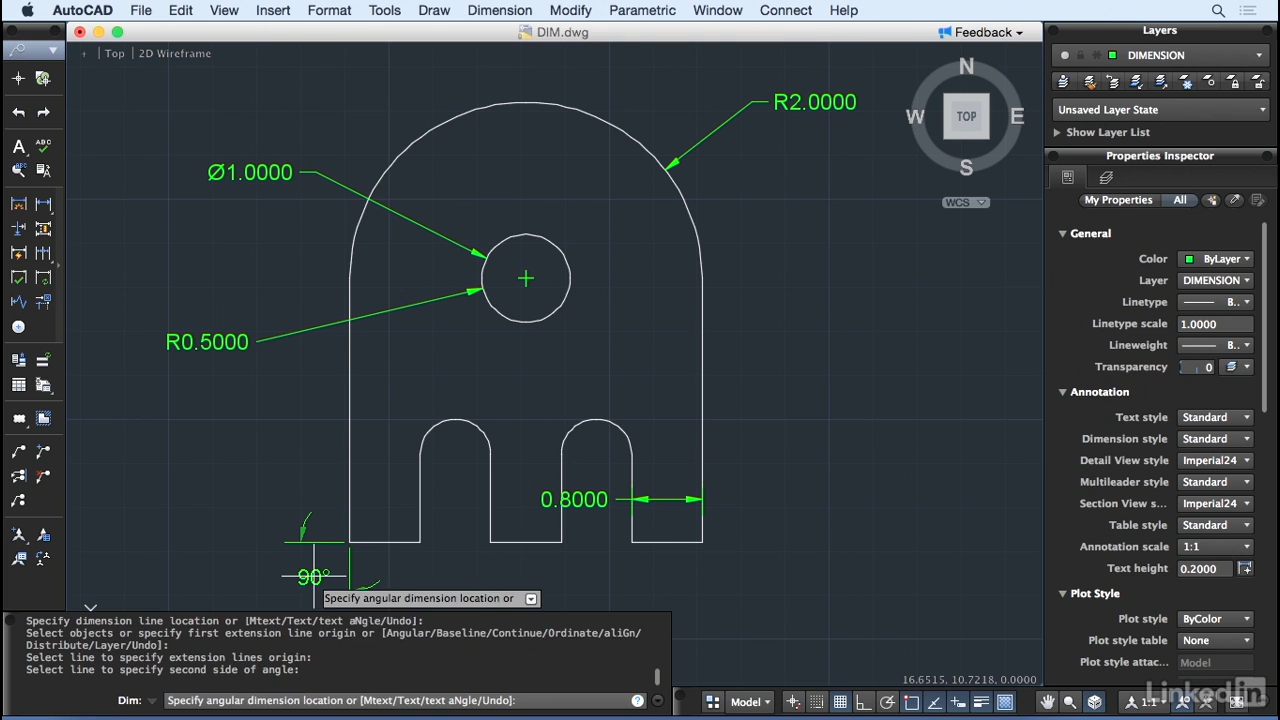 AutoCAD File Edit View Insert Format Tools Draw Dimension Modify Parametric Window Connect Help
DIM.dwg
Feedback
+ Top 2D Wireframe
N
W TOP E
S
WCS
R2.0000
Ø1.0000
R0.5000
0.8000
90°
Specify angular dimension location or
Specify dimension line location or [Mtext/Text/text aNgle/Undo]:
Select objects or specify first extension line origin or [Angular/Baseline/Continue/Ordinate/aliGn/
Distribute/Layer/Undo]:
Select line to specify extension lines origin:
Select line to specify second side of angle:
Dim: Specify angular dimension location or [Mtext/Text/text aNgle/Undo]:
16.6515, 10.7218, 0.0000
Model
1:1
Layers
DIMENSION
Unsaved Layer State
Show Layer List
Properties Inspector
My Properties All
General
Color ByLayer
Layer DIMENSION
Linetype B..
Linetype scale 1.0000
Lineweight B..
Transparency 0
Annotation
Text style Standard
Dimension style Standard
Detail View style Imperial24
Multileader style Standard
Section View s... Imperial24
Table style Standard
Annotation scale 1:1
Text height 0.2000
Plot Style
Plot style ByColor
Plot style table None
Plot style attac... Model
LinkedIn
A
ABC